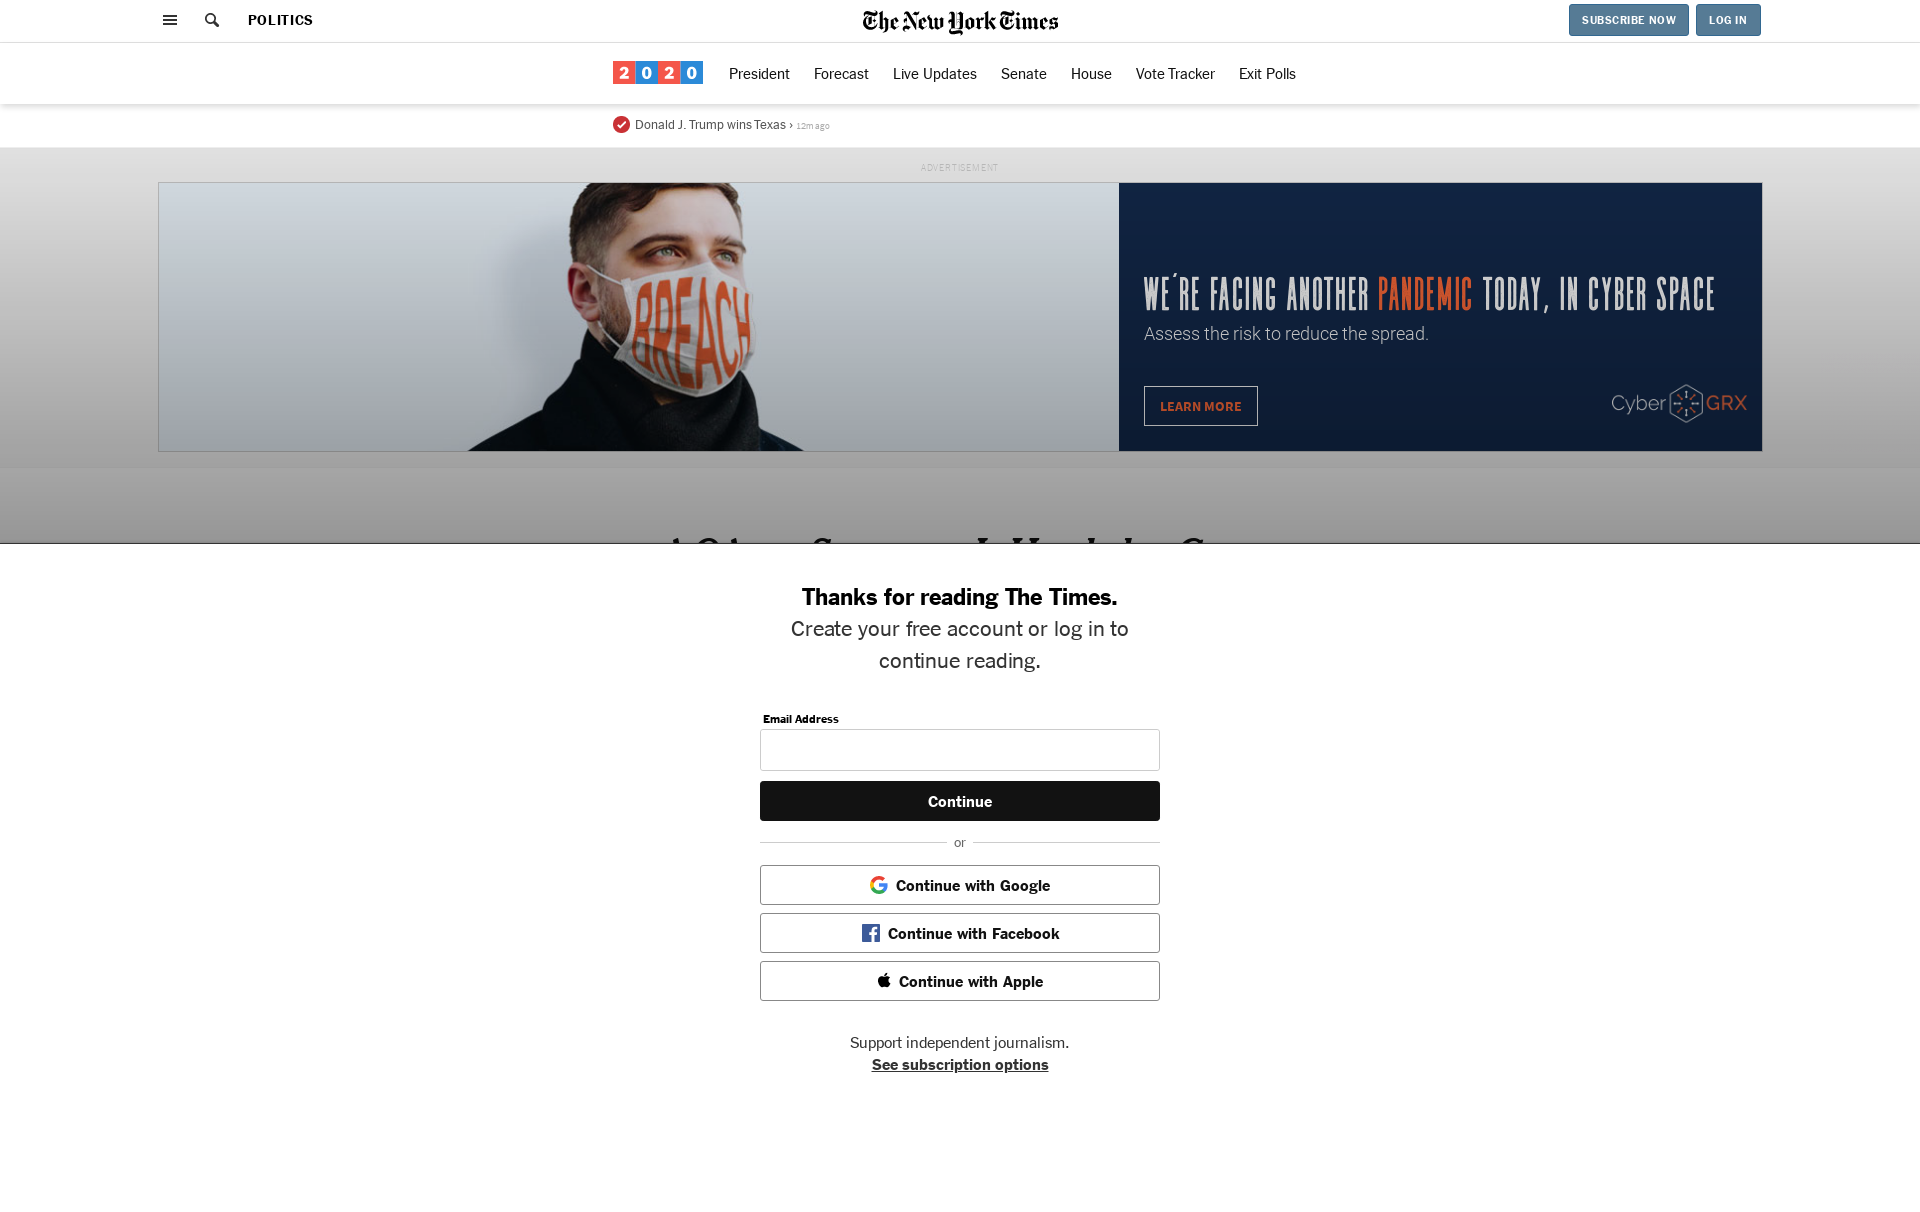 POLITICS
The New York Times
SUBSCRIBE NOW
LOG IN
2020
President
Forecast
Live Updates
Senate
House
Vote Tracker
Exit Polls
Donald J. Trump wins Texas › 12m ago
ADVERTISEMENT
BREACH
WE'RE FACING ANOTHER PANDEMIC TODAY, IN CYBER SPACE
Assess the risk to reduce the spread.
LEARN MORE
CyberGRX
Thanks for reading The Times.
Create your free account or log in to
continue reading.
Email Address
Continue
or
Continue with Google
Continue with Facebook
Continue with Apple
Support independent journalism.
See subscription options